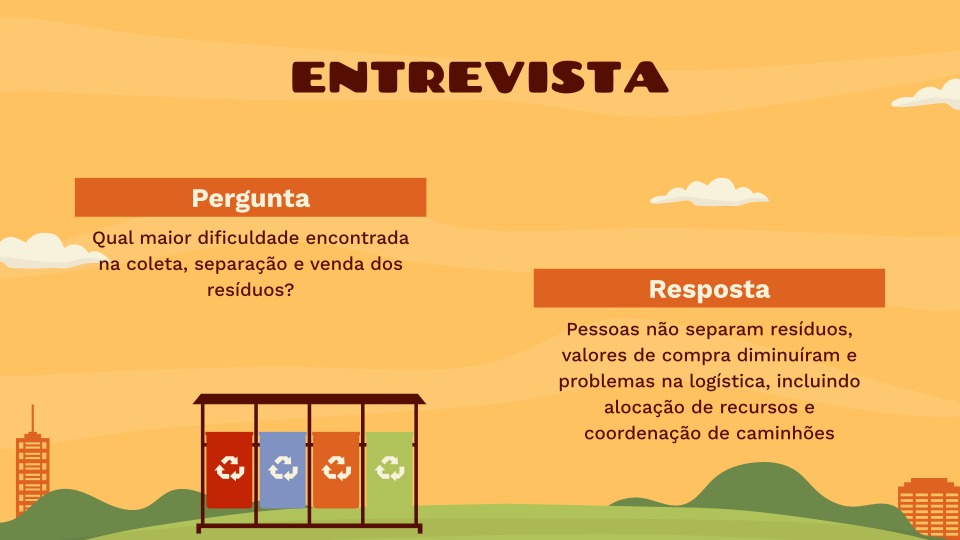 ENTREVISTA
Pergunta
Qual maior dificuldade encontrada
na coleta, separação e venda dos
resíduos?
Resposta
Pessoas não separam resíduos,
valores de compra diminuíram e
problemas na logística, incluindo
alocação de recursos e
coordenação de caminhões